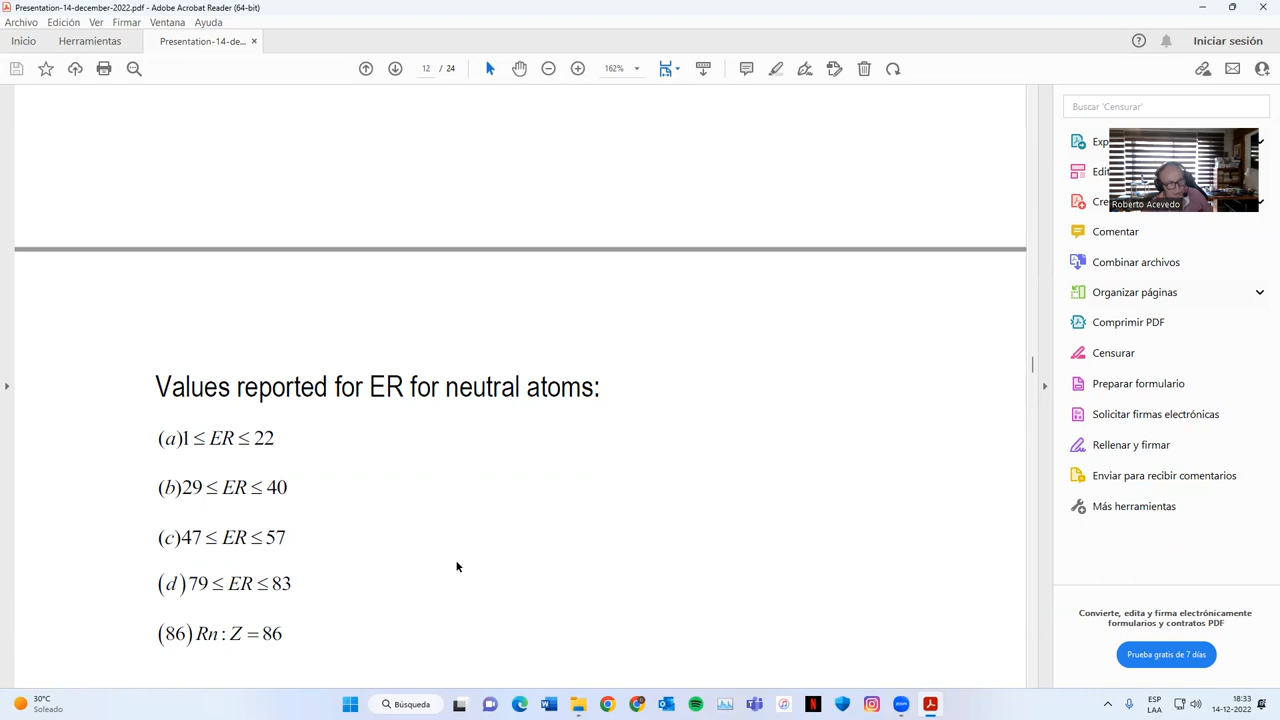 Presentation-14-december-2022.pdf - Adobe Acrobat Reader (64-bit)
Archivo Edición Ver Firmar Ventana Ayuda
Inicio Herramientas Presentation-14-de... Iniciar sesión
12 / 24 162%
Buscar 'Censurar'
Exp
Edit
Cre
Roberto Acevedo
Comentar
Combinar archivos
Organizar páginas
Comprimir PDF
Censurar
Preparar formulario
Solicitar firmas electrónicas
Rellenar y firmar
Enviar para recibir comentarios
Más herramientas
Values reported for ER for neutral atoms:
(a)1 ≤ ER ≤ 22
(b)29 ≤ ER ≤ 40
(c)47 ≤ ER ≤ 57
(d)79 ≤ ER ≤ 83
(86) Rn : Z = 86
Convierte, edita y firma electrónicamente
formularios y contratos PDF
Prueba gratis de 7 días
30°C
Soleado
Búsqueda
ESP
LAA
18:33
14-12-2022